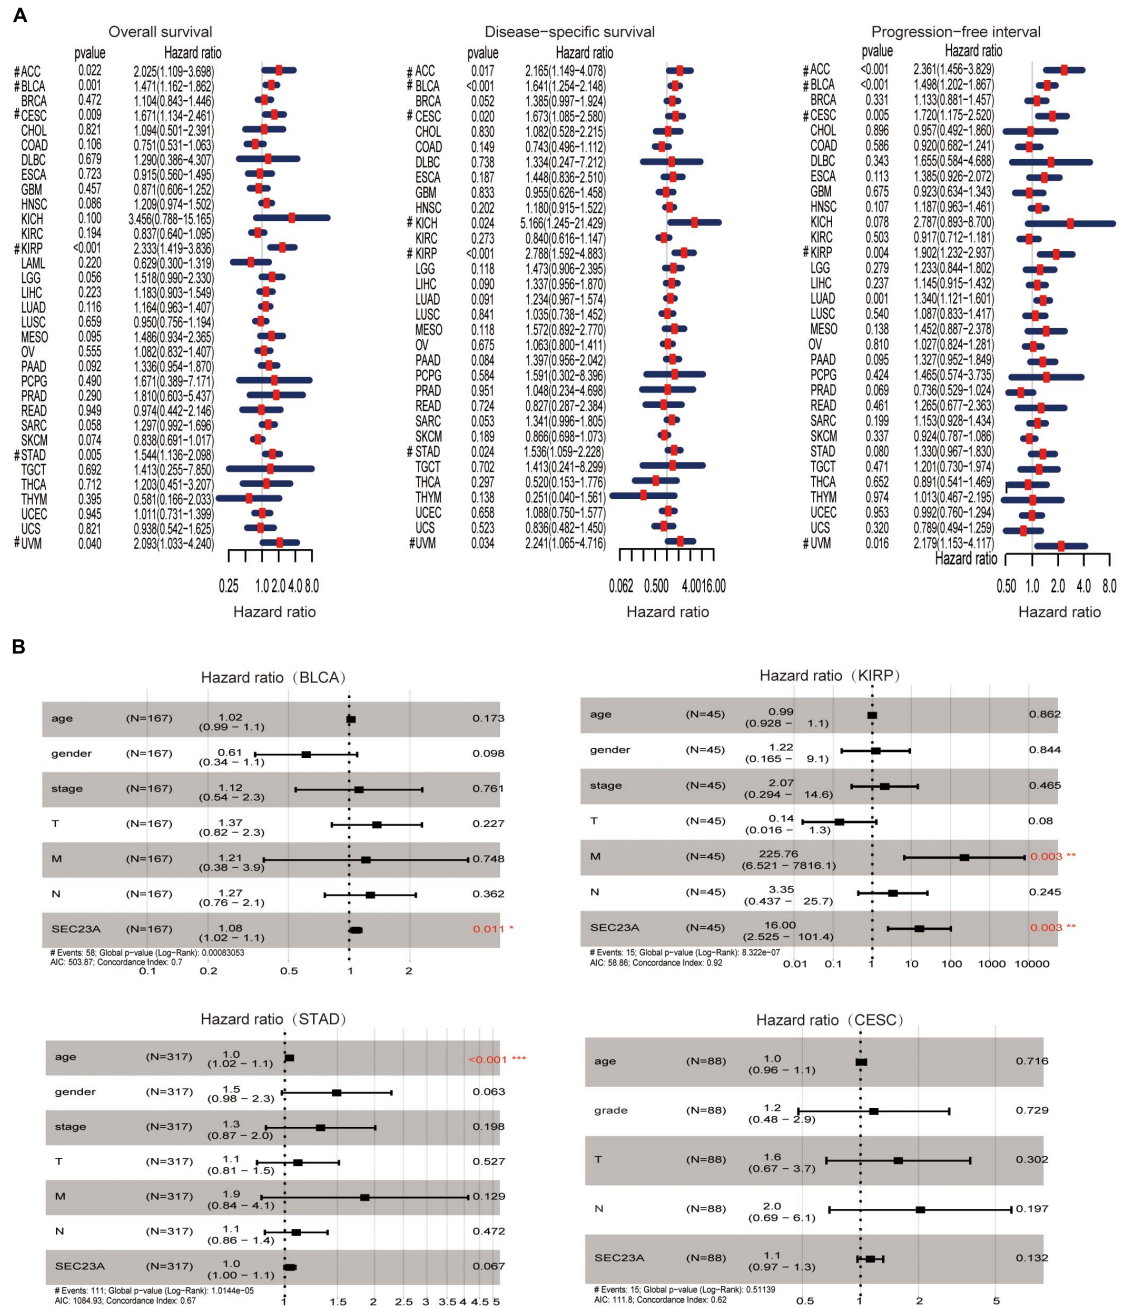 A
Overall survival
pvalue Hazard ratio
#ACC 0.022 2.025(1.109−3.698)
#BLCA 0.001 1.471(1.162−1.862)
BRCA 0.472 1.104(0.843−1.446)
#CESC 0.009 1.671(1.134−2.461)
CHOL 0.821 1.094(0.501−2.391)
COAD 0.106 0.751(0.531−1.063)
DLBC 0.679 1.290(0.386−4.307)
ESCA 0.723 0.915(0.560−1.495)
GBM 0.457 0.871(0.606−1.252)
HNSC 0.086 1.209(0.974−1.502)
KICH 0.100 3.456(0.788−15.165)
KIRC 0.194 0.837(0.640−1.095)
#KIRP <0.001 2.333(1.419−3.836)
LAML 0.220 0.629(0.300−1.319)
LGG 0.056 1.518(0.990−2.330)
LIHC 0.223 1.183(0.903−1.549)
LUAD 0.116 1.164(0.963−1.407)
LUSC 0.659 0.950(0.756−1.194)
MESO 0.095 1.486(0.934−2.365)
OV 0.555 1.082(0.832−1.407)
PAAD 0.092 1.336(0.954−1.870)
PCPG 0.490 1.671(0.389−7.171)
PRAD 0.290 1.810(0.603−5.437)
READ 0.949 0.974(0.442−2.146)
SARC 0.058 1.297(0.992−1.696)
SKCM 0.074 0.838(0.691−1.017)
#STAD 0.005 1.544(1.136−2.098)
TGCT 0.692 1.413(0.255−7.850)
THCA 0.712 1.203(0.451−3.211)
THYM 0.395 0.581(0.166−2.033)
UCEC 0.945 1.011(0.731−1.399)
UCS 0.821 0.938(0.542−1.625)
#UVM 0.040 2.093(1.033−4.240)
0.25 1.0 2.0 4.0 8.0
Hazard ratio
Disease−specific survival
pvalue Hazard ratio
#ACC 0.017 2.165(1.149−4.078)
#BLCA <0.001 1.641(1.254−2.148)
BRCA 0.052 1.385(0.997−1.924)
#CESC 0.020 1.673(1.085−2.580)
CHOL 0.830 1.082(0.528−2.215)
COAD 0.149 0.743(0.496−1.112)
DLBC 0.738 1.334(0.247−7.212)
ESCA 0.187 1.448(0.836−2.510)
GBM 0.833 0.955(0.626−1.458)
HNSC 0.202 1.180(0.915−1.522)
#KICH 0.024 5.166(1.245−21.429)
KIRC 0.273 0.840(0.616−1.147)
#KIRP <0.001 2.788(1.592−4.883)
LGG 0.118 1.473(0.906−2.395)
LIHC 0.090 1.337(0.956−1.870)
LUAD 0.091 1.234(0.967−1.574)
LUSC 0.841 1.035(0.738−1.452)
MESO 0.118 1.572(0.892−2.770)
OV 0.675 1.063(0.800−1.411)
PAAD 0.084 1.397(0.956−2.042)
PCPG 0.584 1.591(0.302−8.396)
PRAD 0.951 1.048(0.234−4.698)
READ 0.724 0.827(0.287−2.384)
SARC 0.053 1.341(0.996−1.805)
SKCM 0.189 0.866(0.698−1.073)
#STAD 0.024 1.536(1.059−2.228)
TGCT 0.702 1.413(0.241−8.299)
THCA 0.297 0.520(0.153−1.776)
THYM 0.138 0.251(0.040−1.561)
UCEC 0.658 1.088(0.750−1.577)
UCS 0.523 0.836(0.482−1.450)
#UVM 0.034 2.241(1.065−4.716)
0.062 0.500 4.00 16.00
Hazard ratio
Progression−free interval
pvalue Hazard ratio
#ACC <0.001 2.361(1.456−3.829)
#BLCA <0.001 1.498(1.202−1.867)
BRCA 0.331 1.133(0.881−1.457)
#CESC 0.005 1.720(1.175−2.520)
CHOL 0.896 0.957(0.492−1.860)
COAD 0.586 0.920(0.682−1.241)
DLBC 0.343 1.655(0.584−4.688)
ESCA 0.113 1.385(0.926−2.072)
GBM 0.675 0.923(0.634−1.343)
HNSC 0.107 1.187(0.963−1.461)
KICH 0.078 2.787(0.893−8.700)
KIRC 0.503 0.917(0.712−1.181)
#KIRP 0.004 1.902(1.232−2.937)
LGG 0.279 1.233(0.844−1.802)
LIHC 0.237 1.145(0.915−1.432)
LUAD 0.001 1.340(1.121−1.601)
LUSC 0.540 1.087(0.833−1.417)
MESO 0.138 1.452(0.887−2.378)
OV 0.810 1.027(0.824−1.281)
PAAD 0.095 1.327(0.952−1.849)
PCPG 0.424 1.465(0.574−3.735)
PRAD 0.069 0.736(0.529−1.024)
READ 0.461 1.265(0.677−2.363)
SARC 0.199 1.153(0.928−1.434)
SKCM 0.337 0.924(0.787−1.086)
STAD 0.080 1.330(0.967−1.830)
TGCT 0.471 1.201(0.730−1.974)
THCA 0.652 0.891(0.541−1.469)
THYM 0.974 1.013(0.467−2.195)
UCEC 0.953 0.992(0.760−1.294)
UCS 0.320 0.789(0.494−1.259)
#UVM 0.016 2.179(1.153−4.117)
Hazard ratio
0.50 1.0 2.0 4.0 8.0
Hazard ratio
B
Hazard ratio（BLCA）
age (N=167) 1.02 (0.99 − 1.1) 0.173
gender (N=167) 0.61 (0.34 − 1.1) 0.098
stage (N=167) 1.12 (0.54 − 2.3) 0.761
T (N=167) 1.37 (0.82 − 2.3) 0.227
M (N=167) 1.21 (0.38 − 3.9) 0.748
N (N=167) 1.27 (0.76 − 2.1) 0.362
SEC23A (N=167) 1.08 (1.02 − 1.1) 0.011 *
# Events: 58; Global p−value (Log−Rank): 0.00083053
AIC: 503.87; Concordance Index: 0.7
0.1 0.2 0.5 1 2
Hazard ratio（KIRP）
age (N=45) 0.99 (0.928 − 1.1) 0.862
gender (N=45) 1.22 (0.165 − 9.1) 0.844
stage (N=45) 2.07 (0.294 − 14.6) 0.465
T (N=45) 0.14 (0.016 − 1.3) 0.08
M (N=45) 225.76 (6.521 − 7816.1) 0.003 **
N (N=45) 3.35 (0.437 − 25.7) 0.245
SEC23A (N=45) 16.00 (2.525 − 101.4) 0.003 **
# Events: 15; Global p−value (Log−Rank): 8.322e−07
AIC: 58.86; Concordance Index: 0.92
0.01 0.1 1 10 100 1000 10000
Hazard ratio（STAD）
age (N=317) 1.0 (1.02 − 1.1) <0.001 ***
gender (N=317) 1.5 (0.98 − 2.3) 0.063
stage (N=317) 1.3 (0.87 − 2.0) 0.198
T (N=317) 1.1 (0.81 − 1.5) 0.527
M (N=317) 1.9 (0.84 − 4.1) 0.129
N (N=317) 1.1 (0.86 − 1.4) 0.472
SEC23A (N=317) 1.0 (1.00 − 1.1) 0.067
# Events: 111; Global p−value (Log−Rank): 1.0144e−05
AIC: 1084.93; Concordance Index: 0.67
1 1.5 2 2.5 3 3.5 4 4.5 5
Hazard ratio（CESC）
age (N=88) 1.0 (0.96 − 1.1) 0.716
grade (N=88) 1.2 (0.48 − 2.9) 0.729
T (N=88) 1.6 (0.67 − 3.7) 0.302
N (N=88) 2.0 (0.69 − 6.1) 0.197
SEC23A (N=88) 1.1 (0.97 − 1.3) 0.132
# Events: 15; Global p−value (Log−Rank): 0.51139
AIC: 111.8; Concordance Index: 0.62
0.5 1 2 5